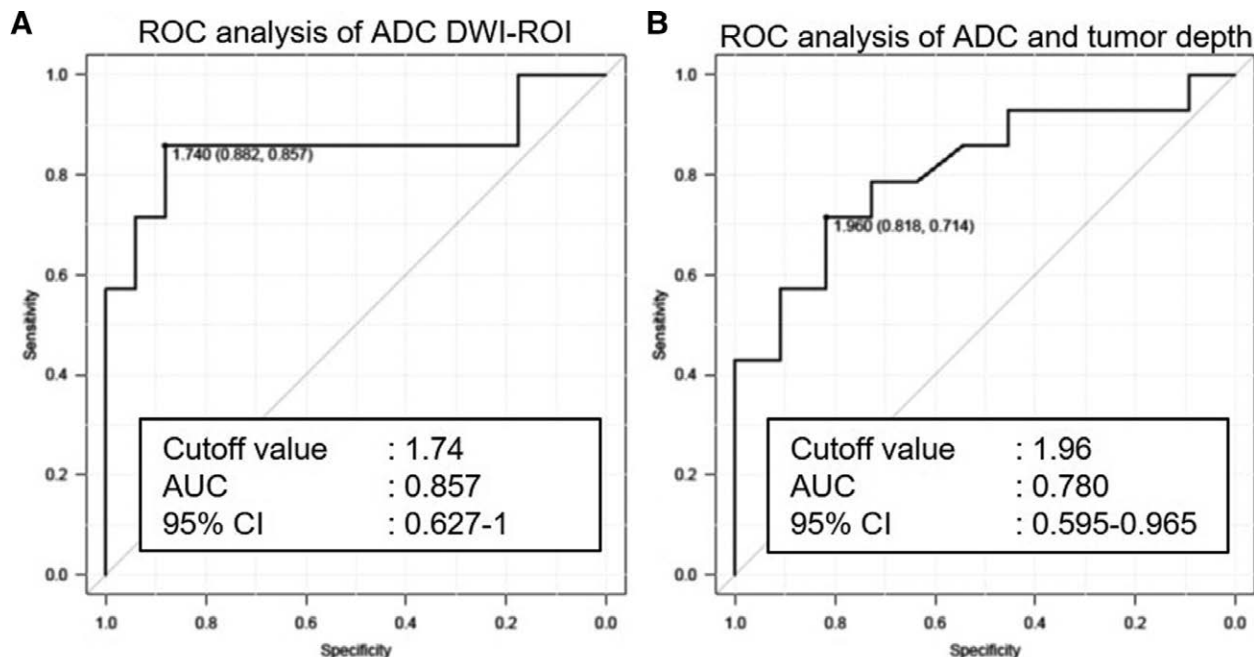 A
ROC analysis of ADC DWI-ROI
1.0
0.8
0.6
0.4
0.2
0.0
Sensitivity
1.740 (0.882, 0.857)
Cutoff value : 1.74
AUC : 0.857
95% CI : 0.627-1
1.0 0.8 0.6 0.4 0.2 0.0
Specificity
B
ROC analysis of ADC and tumor depth
1.0
0.8
0.6
0.4
0.2
0.0
Sensitivity
1.960 (0.818, 0.714)
Cutoff value : 1.96
AUC : 0.780
95% CI : 0.595-0.965
1.0 0.8 0.6 0.4 0.2 0.0
Specificity